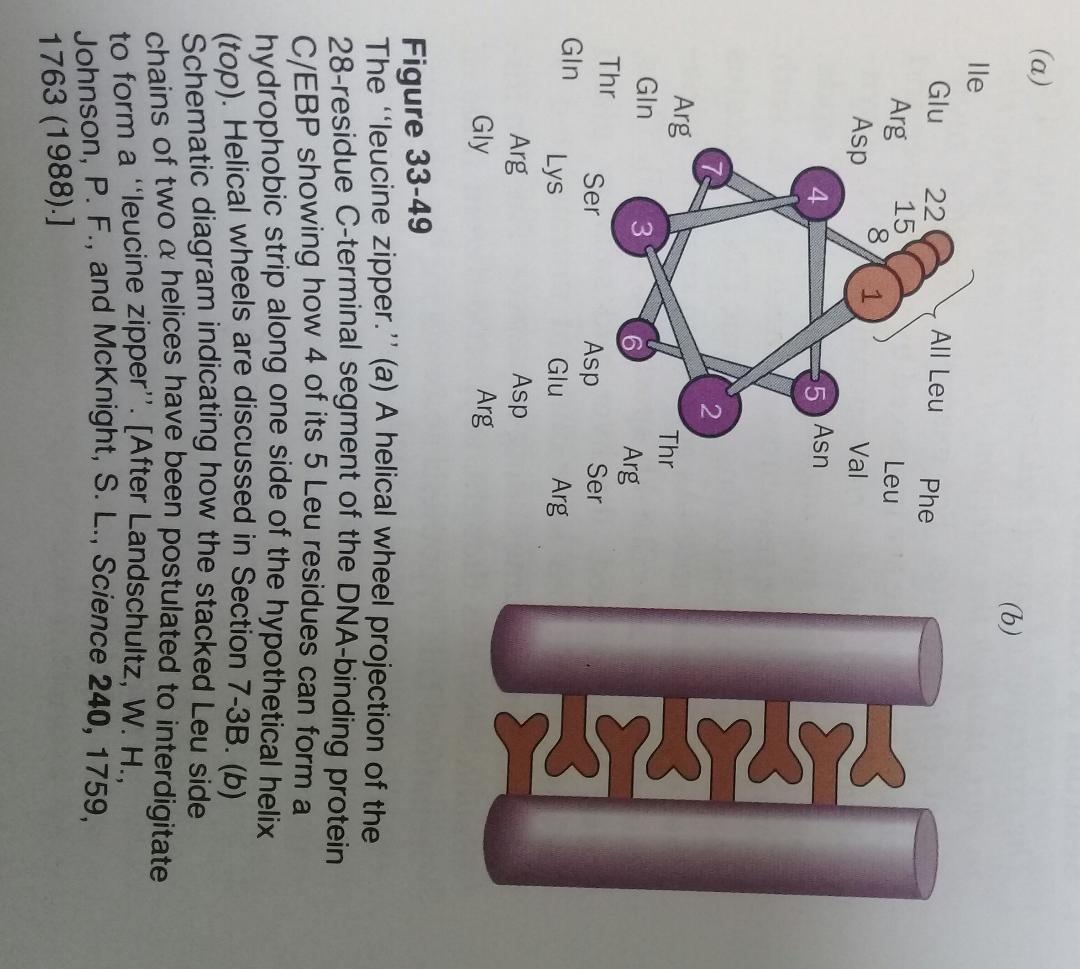 (a)
(b)
Ile
Glu
Arg
Asp
22
15
8
All Leu
Phe
Leu
Val
Asn
1
4
5
7
3
6
2
Arg
Gln
Thr
Gln
Ser
Lys
Arg
Gly
Asp
Glu
Asp
Arg
Thr
Arg
Ser
Arg
Figure 33-49
The "leucine zipper." (a) A helical wheel projection of the
28-residue C-terminal segment of the DNA-binding protein
C/EBP showing how 4 of its 5 Leu residues can form a
hydrophobic strip along one side of the hypothetical helix
(top). Helical wheels are discussed in Section 7-3B. (b)
Schematic diagram indicating how the stacked Leu side
chains of two α helices have been postulated to interdigitate
to form a "leucine zipper". [After Landschultz, W. H.,
Johnson, P. F., and McKnight, S. L., Science 240, 1759,
1763 (1988).]